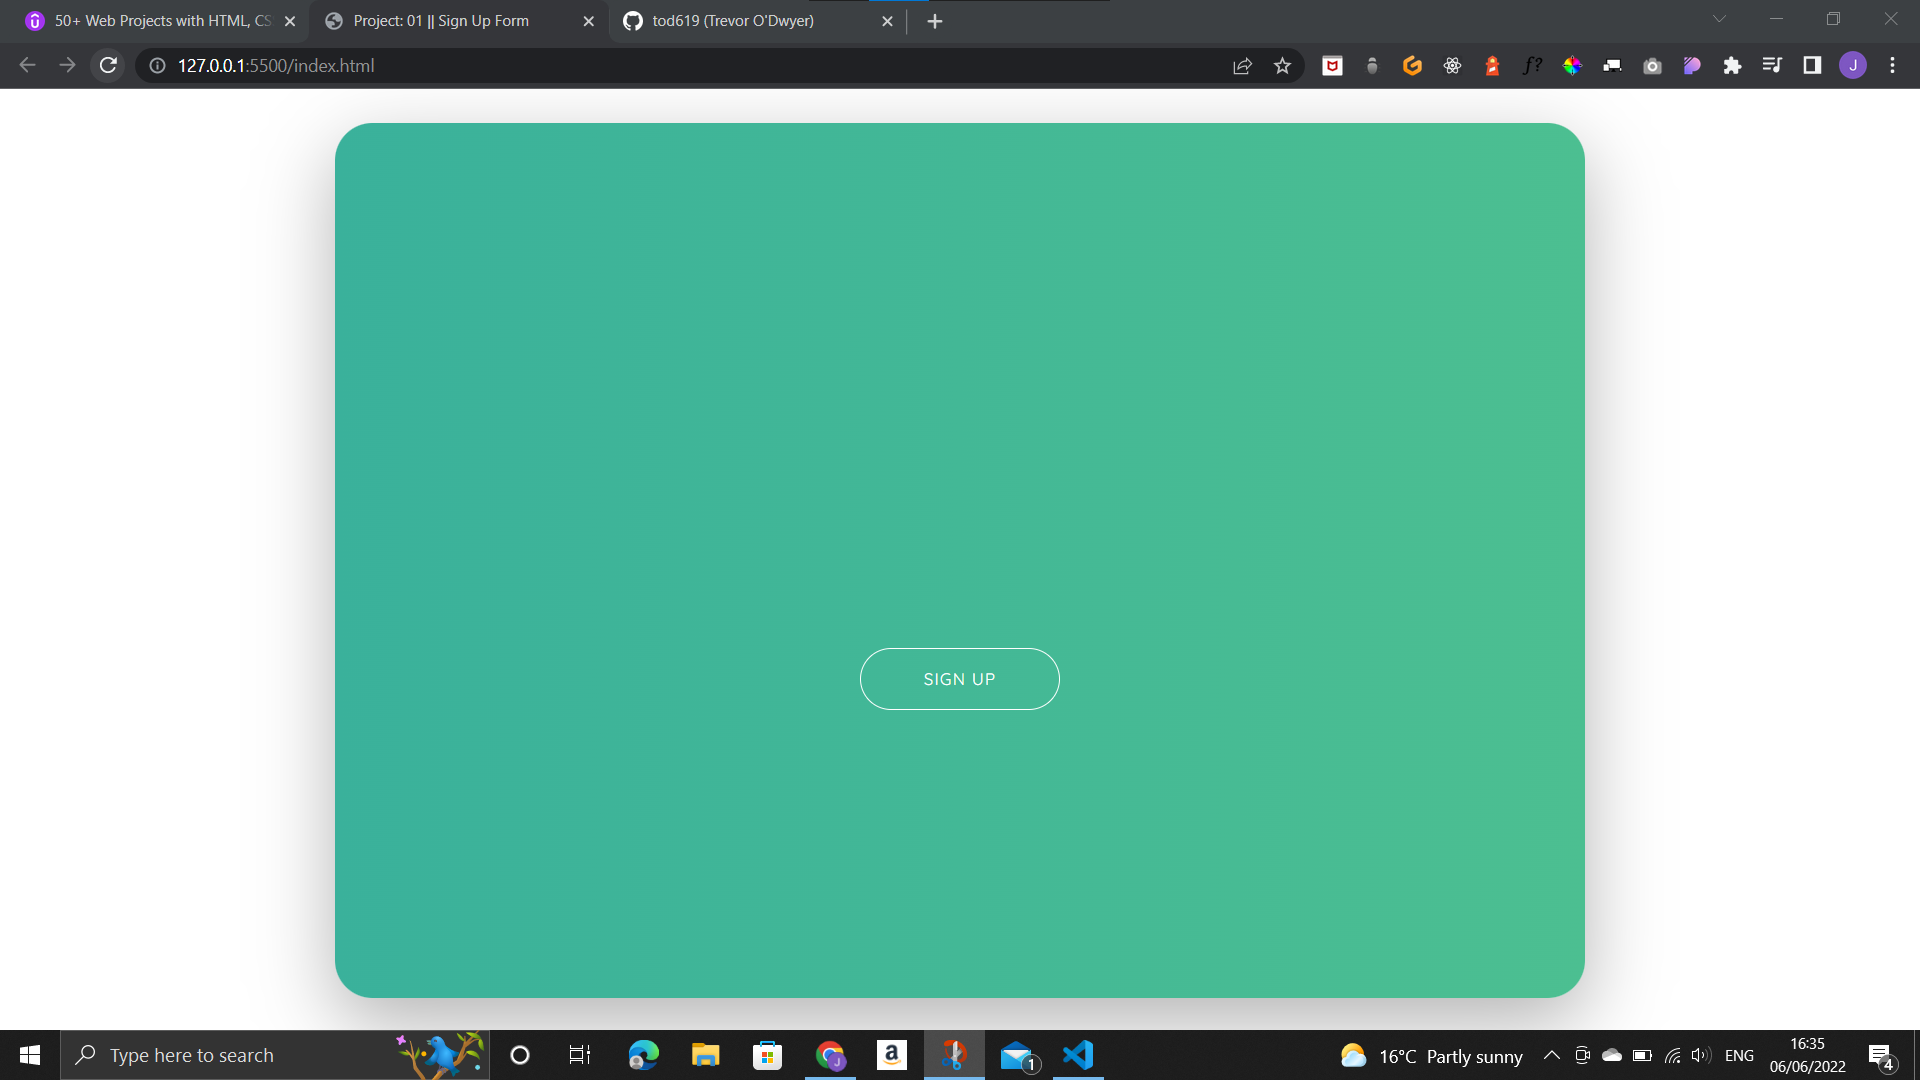 50+ Web Projects with HTML, CS
Project: 01 || Sign Up Form
tod619 (Trevor O'Dwyer)
127.0.0.1:5500/index.html
f?
J
SIGN UP
Type here to search
J
a
1
16°C Partly sunny
ENG
16:35
06/06/2022
4